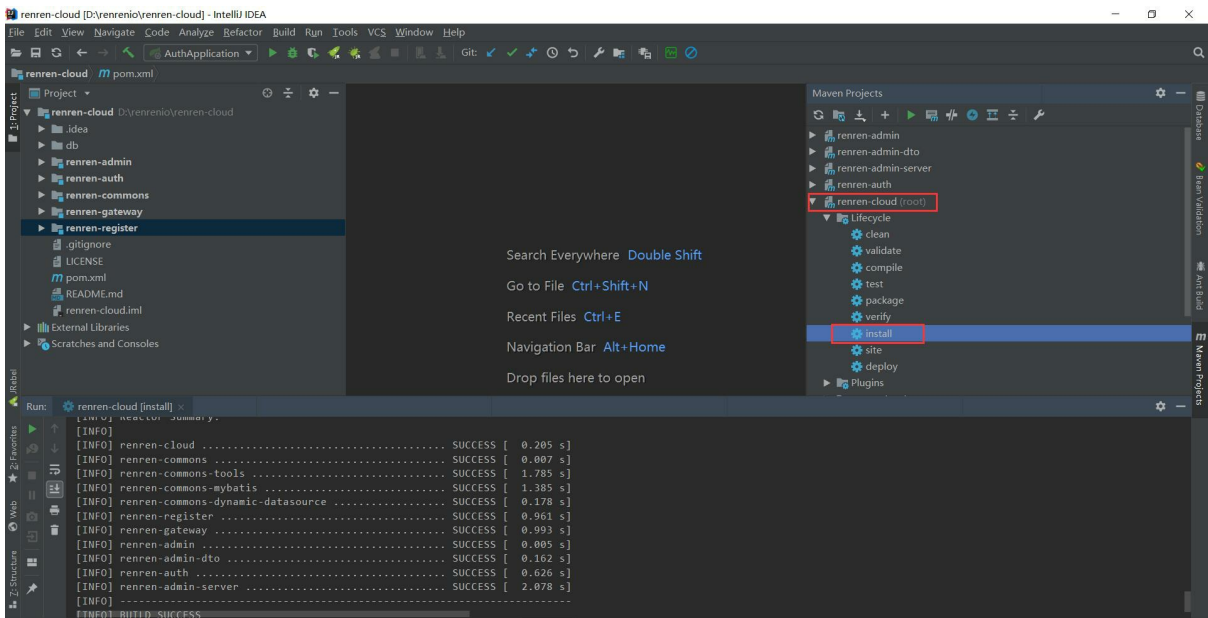 renren-cloud [D:\renrenio\renren-cloud] - IntelliJ IDEA
File Edit View Navigate Code Analyze Refactor Build Run Tools VCS Window Help
AuthApplication Git:
renren-cloud pom.xml
1: Project
Project
renren-cloud D:\renrenio\renren-cloud
.idea
db
renren-admin
renren-auth
renren-commons
renren-gateway
renren-register
.gitignore
LICENSE
pom.xml
README.md
renren-cloud.iml
External Libraries
Scratches and Consoles
JRebel
Search Everywhere Double Shift
Go to File Ctrl+Shift+N
Recent Files Ctrl+E
Navigation Bar Alt+Home
Drop files here to open
Maven Projects
renren-admin
renren-admin-dto
renren-admin-server
renren-auth
renren-cloud (root)
Lifecycle
clean
validate
compile
test
package
verify
install
site
deploy
Plugins
Database
Bean Validation
Ant Build
Maven Projects
Run: renren-cloud [install]
[INFO] Reactor Summary:
[INFO]
[INFO] renren-cloud ....................................... SUCCESS [  0.205 s]
[INFO] renren-commons ..................................... SUCCESS [  0.007 s]
[INFO] renren-commons-tools ............................... SUCCESS [  1.785 s]
[INFO] renren-commons-mybatis ............................. SUCCESS [  1.385 s]
[INFO] renren-commons-dynamic-datasource .................. SUCCESS [  0.178 s]
[INFO] renren-register .................................... SUCCESS [  0.961 s]
[INFO] renren-gateway ..................................... SUCCESS [  0.993 s]
[INFO] renren-admin ....................................... SUCCESS [  0.005 s]
[INFO] renren-admin-dto ................................... SUCCESS [  0.162 s]
[INFO] renren-auth ........................................ SUCCESS [  0.626 s]
[INFO] renren-admin-server ................................ SUCCESS [  2.078 s]
[INFO] ------------------------------------------------------------------------
[INFO] BUILD SUCCESS
2: Favorites
Web
Z: Structure